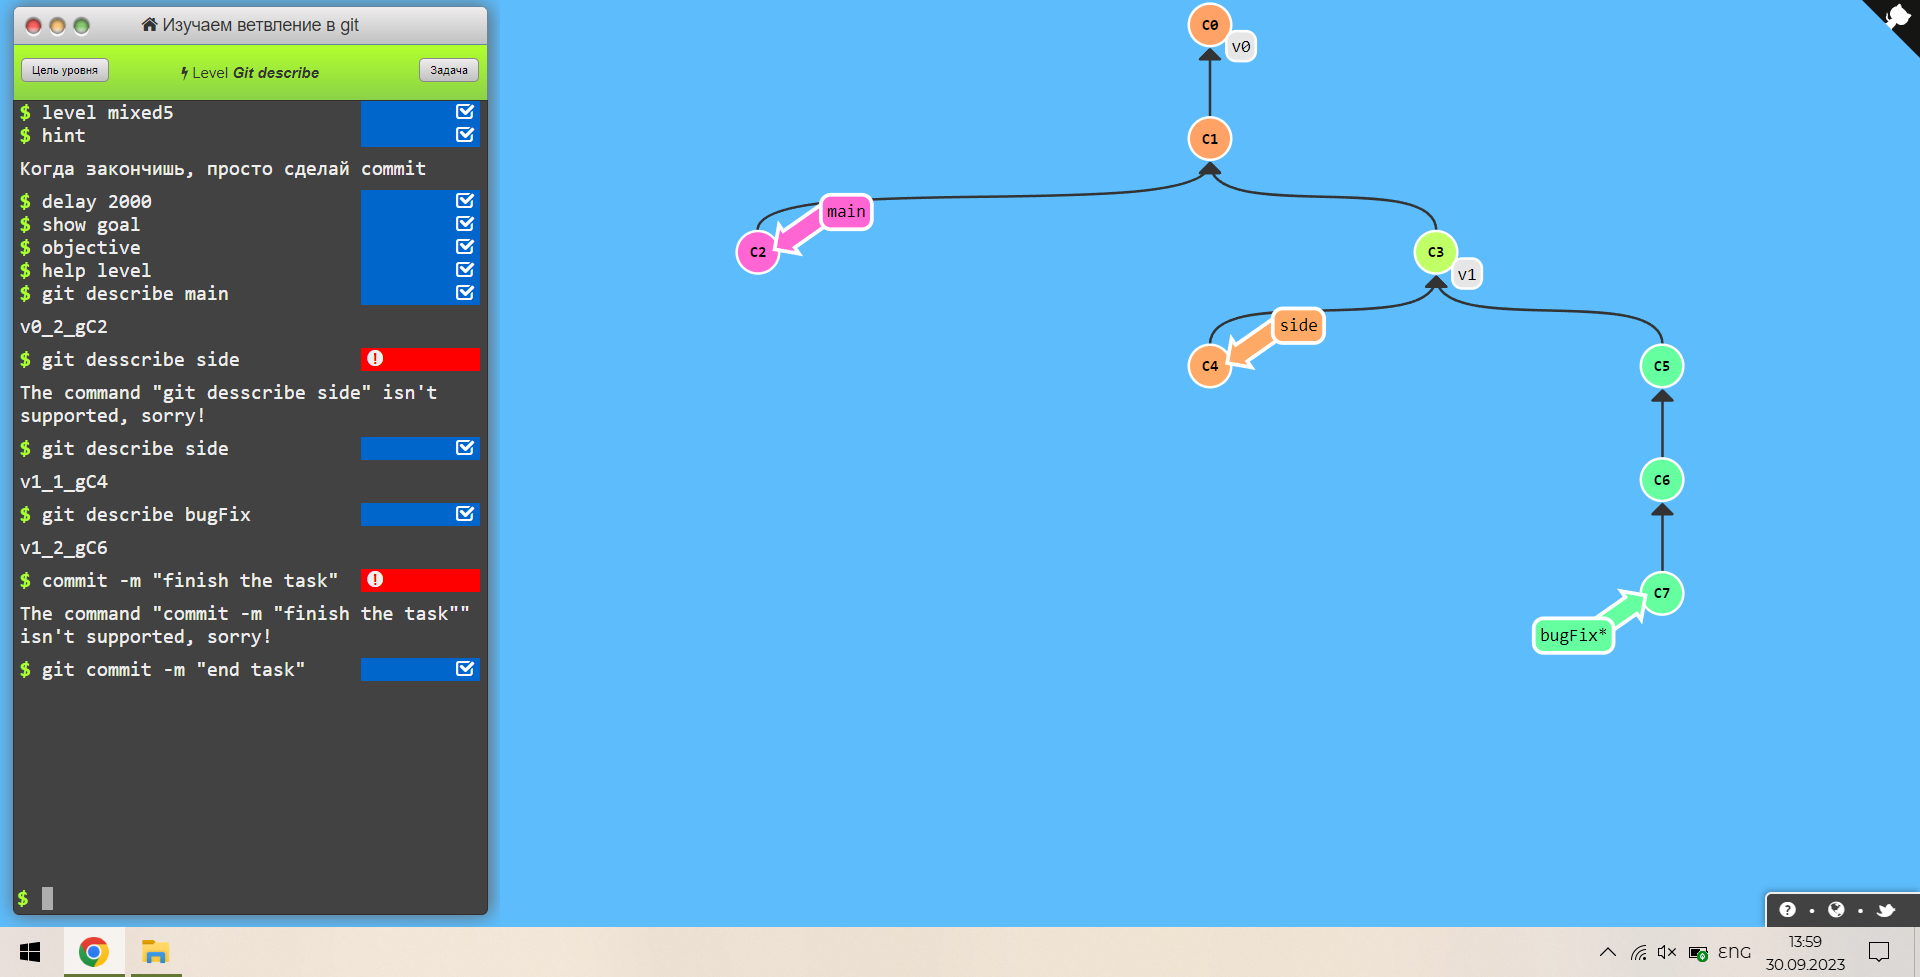 Изучаем ветвление в git
Цель уровня
Level Git describe
Задача
$ level mixed5
$ hint
Когда закончишь, просто сделай commit
$ delay 2000
$ show goal
$ objective
$ help level
$ git describe main
v0_2_gC2
$ git desscribe side
The command "git desscribe side" isn't
supported, sorry!
$ git describe side
v1_1_gC4
$ git describe bugFix
v1_2_gC6
$ commit -m "finish the task"
The command "commit -m "finish the task""
isn't supported, sorry!
$ git commit -m "end task"
$
C0
v0
C1
main
C2
C3
v1
side
C4
C5
C6
C7
bugFix*
ENG
13:59
30.09.2023